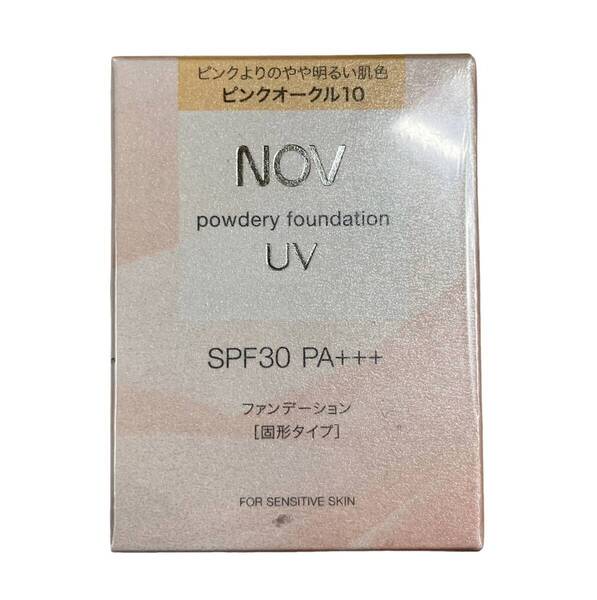 ピンクよりのやや明るい肌色
ピンクオークル10
NOV
powdery foundation
UV
SPF30 PA+++
ファンデーション
[固形タイプ]
FOR SENSITIVE SKIN